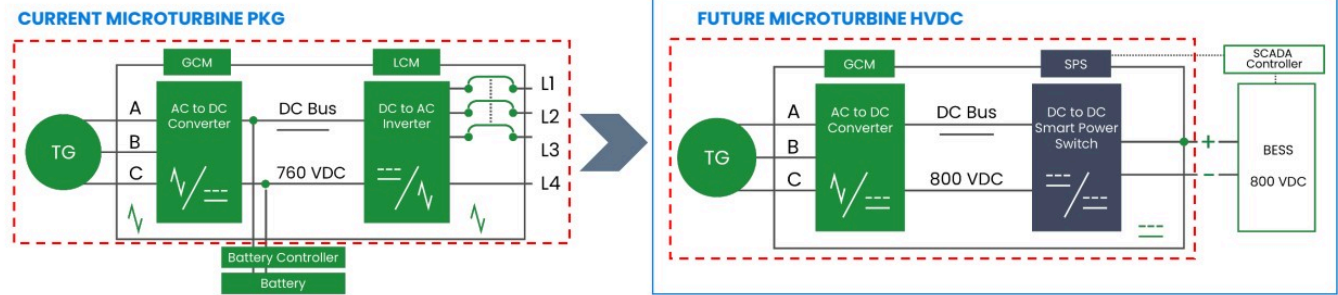 CURRENT MICROTURBINE PKG
GCM
LCM
TG
A
B
C
AC to DC
Converter
DC Bus
760 VDC
DC to AC
Inverter
L1
L2
L3
L4
Battery Controller
Battery
FUTURE MICROTURBINE HVDC
GCM
SPS
SCADA
Controller
TG
A
B
C
AC to DC
Converter
DC Bus
800 VDC
DC to DC
Smart Power
Switch
+
-
BESS
800 VDC